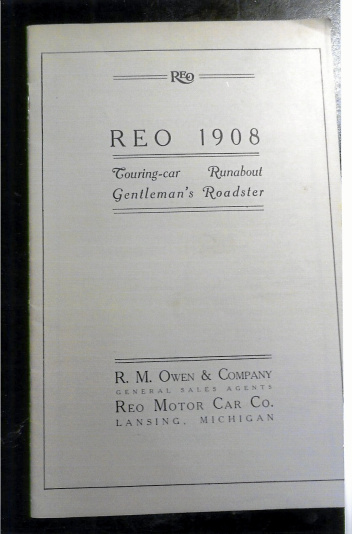 REO
REO 1908
Touring-car Runabout
Gentleman's Roadster
R. M. OWEN & COMPANY
GENERAL SALES AGENTS
REO MOTOR CAR CO.
LANSING, MICHIGAN